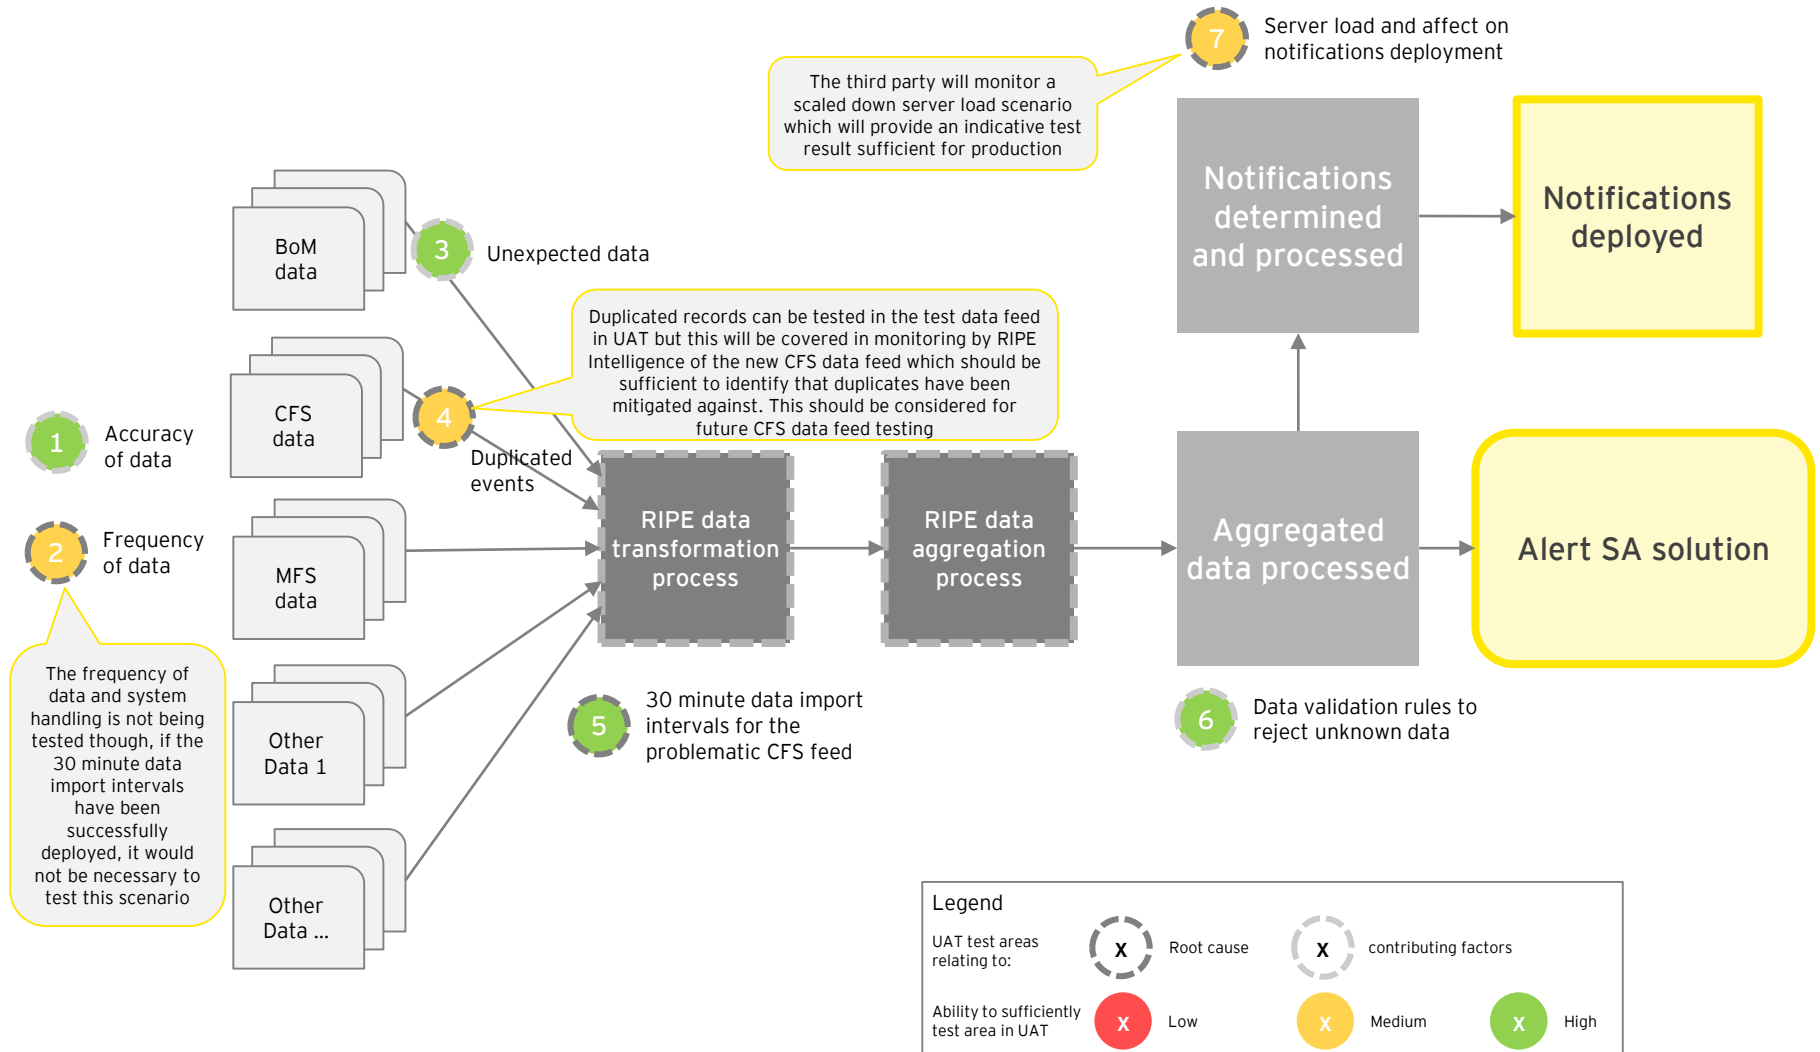 7
Server load and affect on
notifications deployment
The third party will monitor a
scaled down server load scenario
which will provide an indicative test
result sufficient for production
Notifications
determined
and processed
Notifications
deployed
BoM
data
3
Unexpected data
Duplicated records can be tested in the test data feed
in UAT but this will be covered in monitoring by RIPE
Intelligence of the new CFS data feed which should be
sufficient to identify that duplicates have been
mitigated against. This should be considered for
future CFS data feed testing
1
Accuracy
of data
CFS
data
4
Duplicated
events
2
Frequency
of data
MFS
data
RIPE data
transformation
process
RIPE data
aggregation
process
Aggregated
data processed
Alert SA solution
The frequency of
data and system
handling is not being
tested though, if the
30 minute data
import intervals
have been
successfully
deployed, it would
not be necessary to
test this scenario
Other
Data 1
5
30 minute data import
intervals for the
problematic CFS feed
6
Data validation rules to
reject unknown data
Other
Data ...
Legend
UAT test areas
relating to:
x
Root cause
x
contributing factors
Ability to sufficiently
test area in UAT
x
Low
x
Medium
x
High